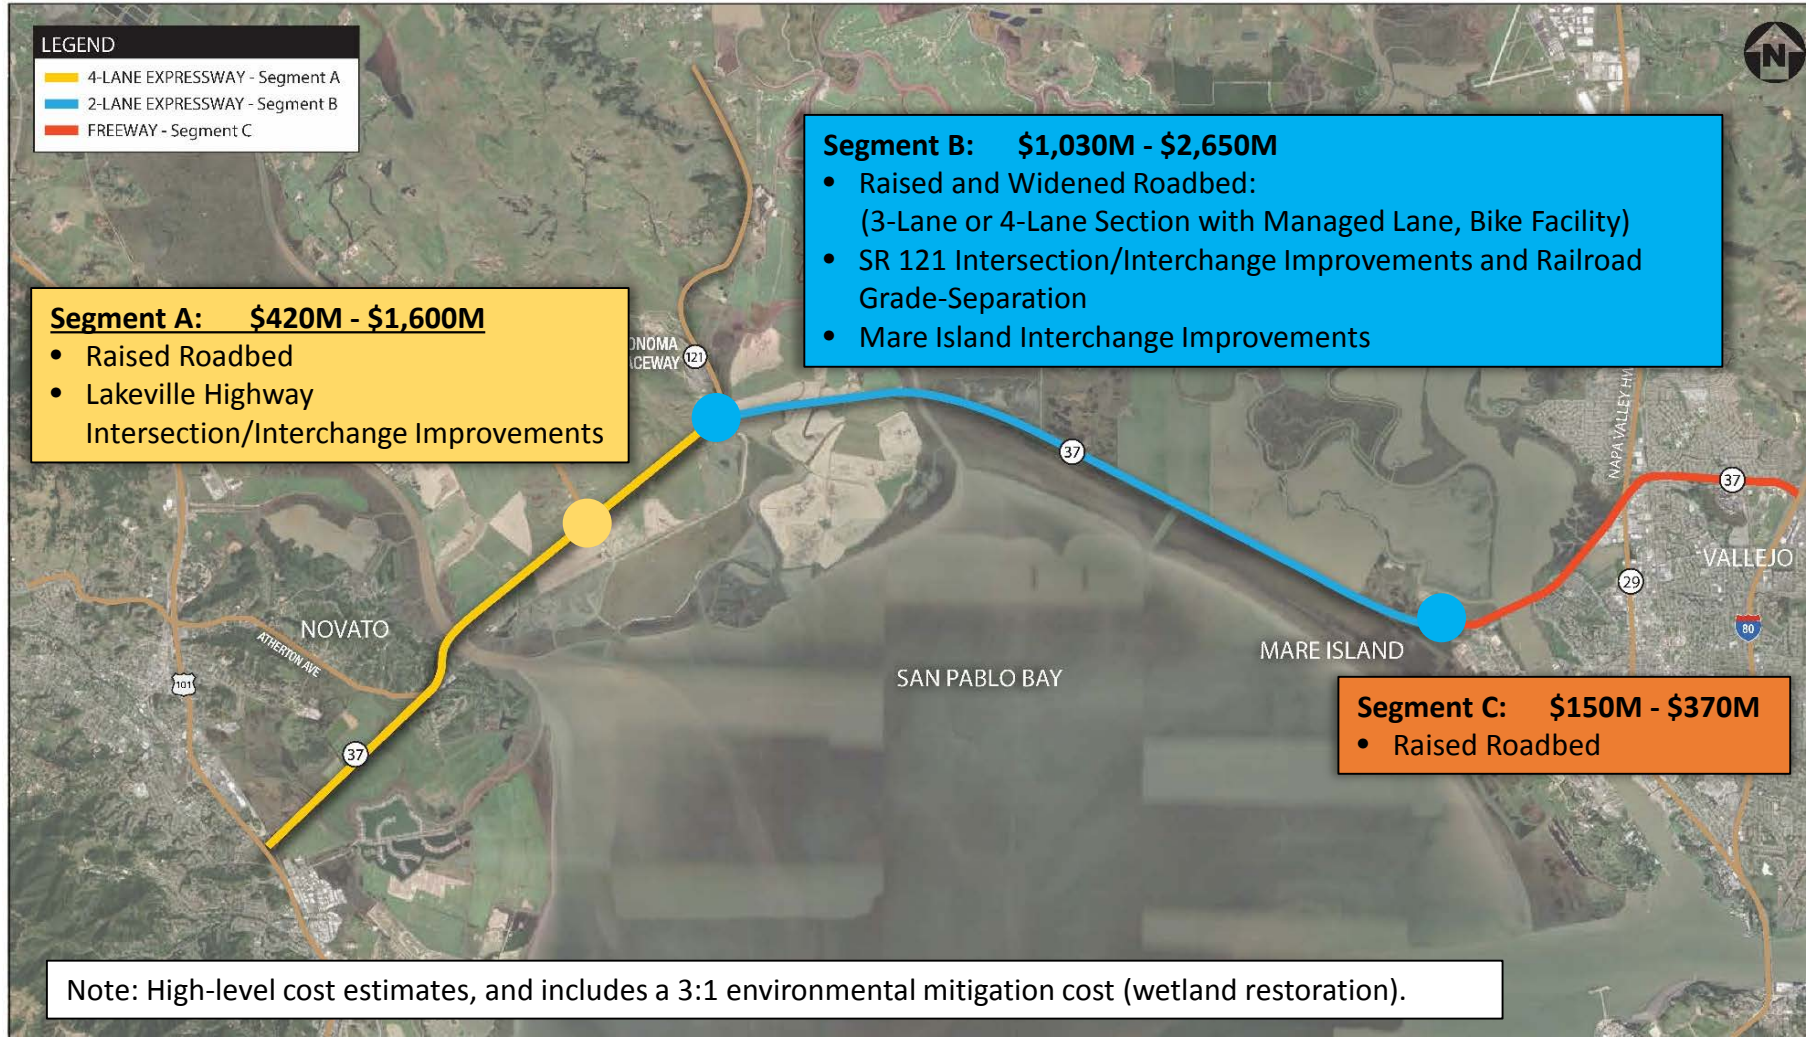 LEGEND
4-LANE EXPRESSWAY - Segment A
2-LANE EXPRESSWAY - Segment B
FREEWAY - Segment C
N
Segment B: $1,030M - $2,650M
• Raised and Widened Roadbed:
(3-Lane or 4-Lane Section with Managed Lane, Bike Facility)
• SR 121 Intersection/Interchange Improvements and Railroad
Grade-Separation
• Mare Island Interchange Improvements
Segment A: $420M - $1,600M
• Raised Roadbed
• Lakeville Highway
Intersection/Interchange Improvements
ONOMA
CEWAY
121
37
NAPA VALLEY HW
37
VALLEJO
29
80
NOVATO
ATHERTON AVE
101
MARE ISLAND
SAN PABLO BAY
37
Segment C: $150M - $370M
• Raised Roadbed
Note: High-level cost estimates, and includes a 3:1 environmental mitigation cost (wetland restoration).